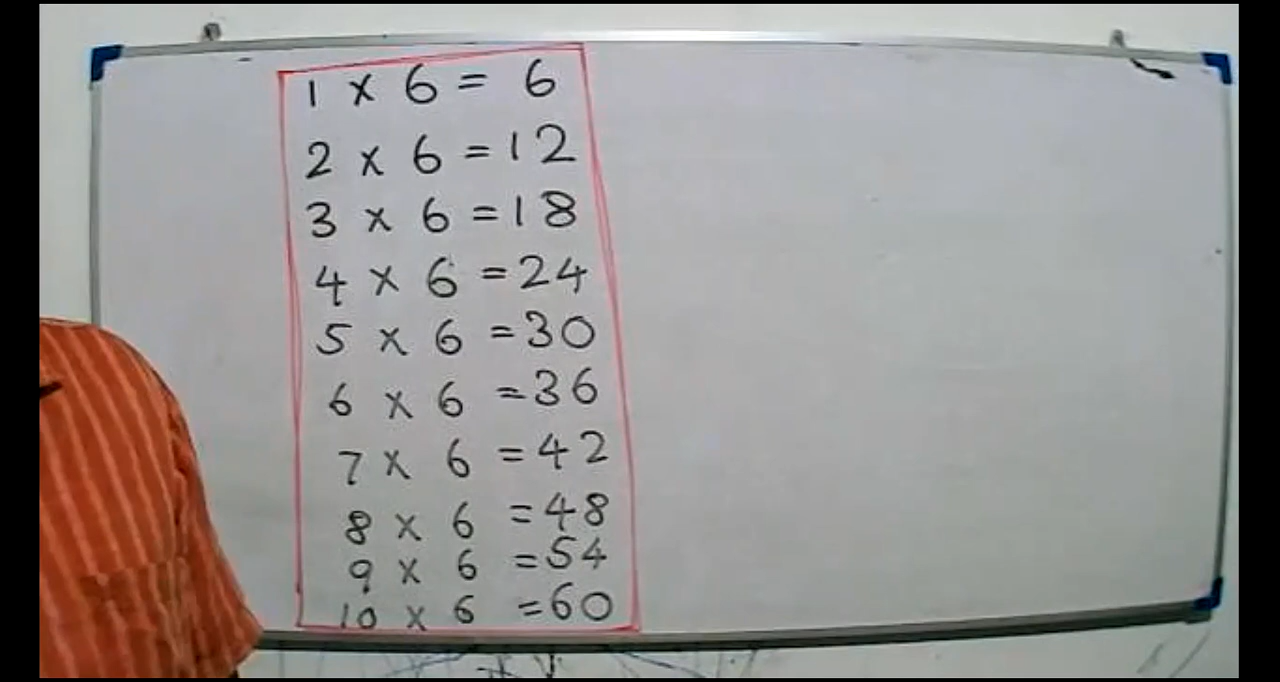 1 x 6 = 6
2 x 6 = 12
3 x 6 = 18
4 x 6 = 24
5 x 6 = 30
6 x 6 = 36
7 x 6 = 42
8 x 6 = 48
9 x 6 = 54
10 x 6 = 60